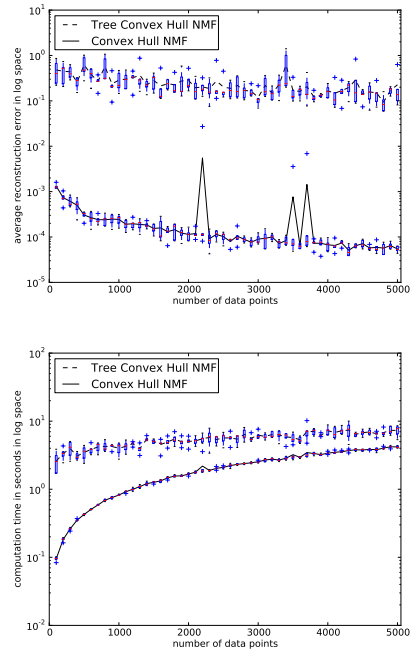 10^1
10^0
10^-1
10^-2
10^-3
10^-4
10^-5
average reconstruction error in log space
Tree Convex Hull NMF
Convex Hull NMF
0 1000 2000 3000 4000 5000
number of data points
10^2
10^1
10^0
10^-1
10^-2
computation time in seconds in log space
Tree Convex Hull NMF
Convex Hull NMF
0 1000 2000 3000 4000 5000
number of data points